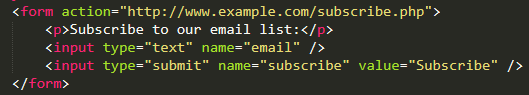 <form action="http://www.example.com/subscribe.php">
    <p>Subscribe to our email list:</p>
    <input type="text" name="email" />
    <input type="submit" name="subscribe" value="Subscribe" />
</form>